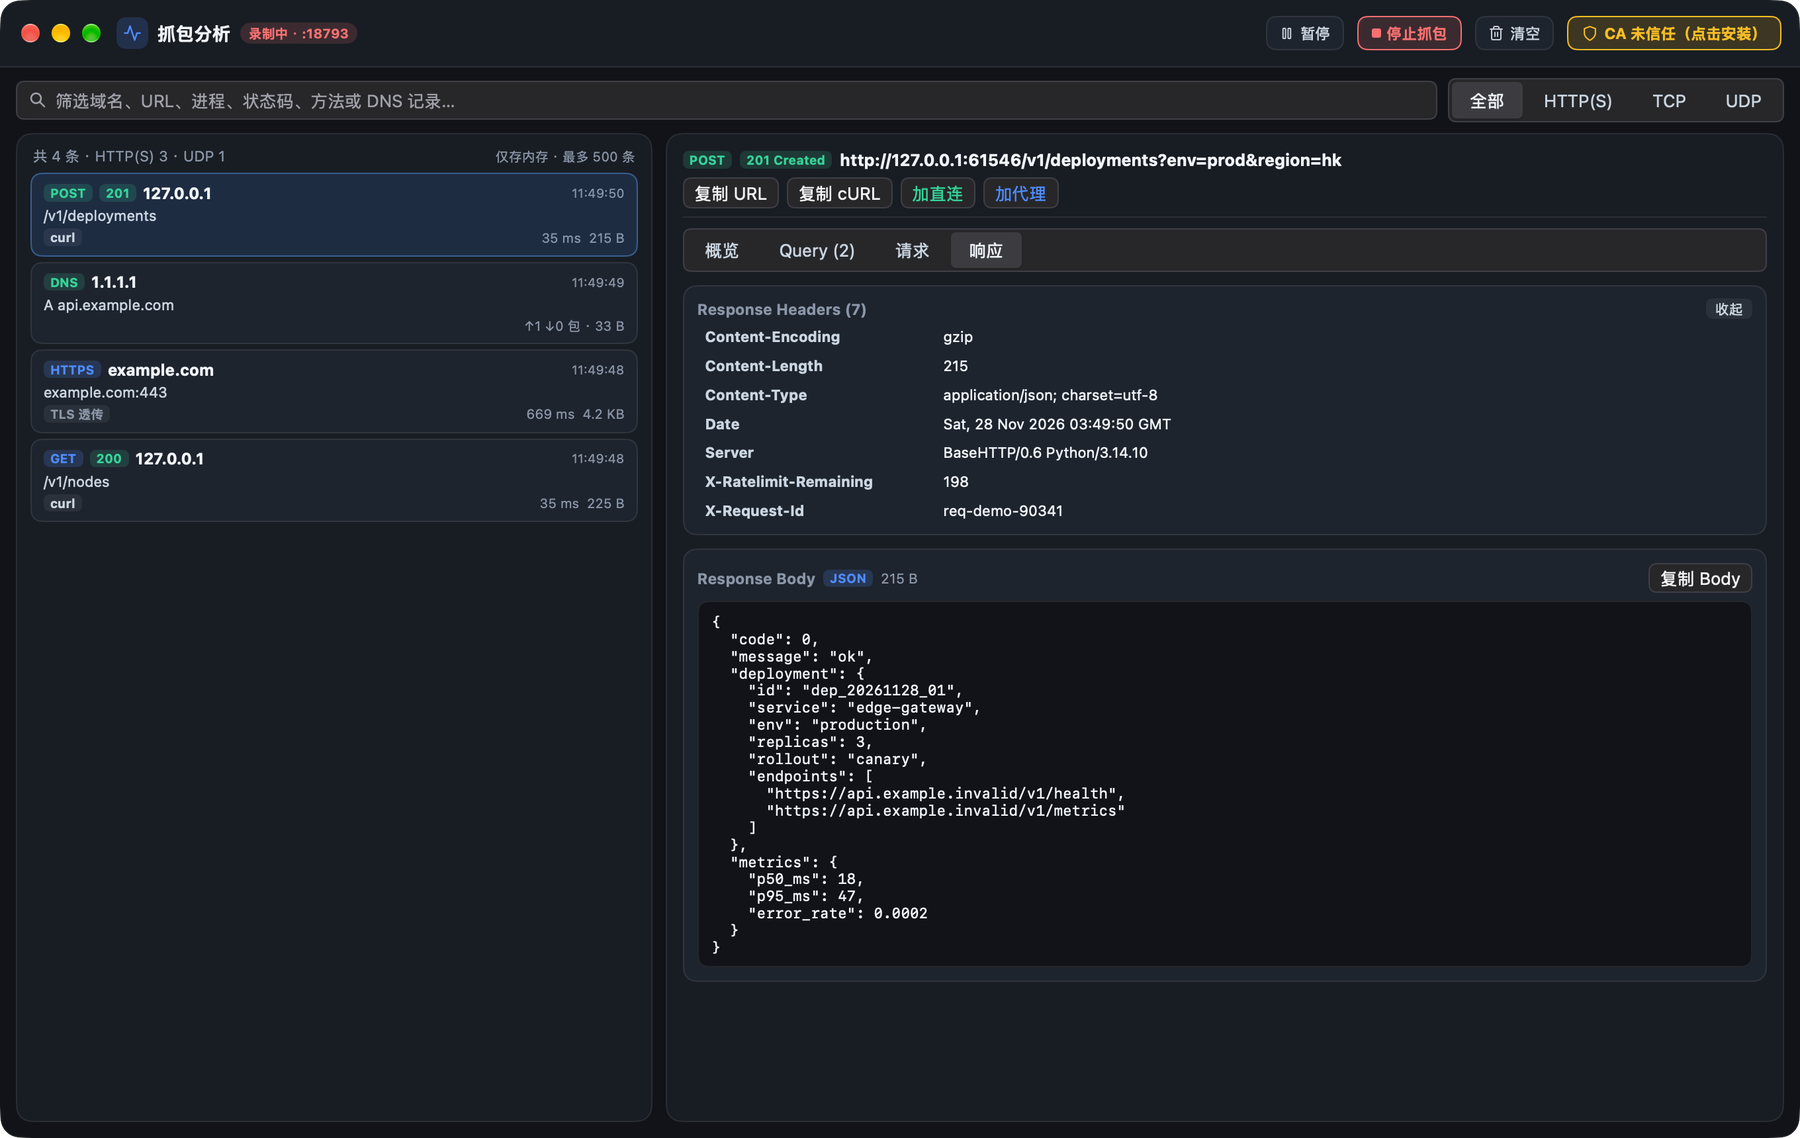 抓包分析 录制中 · :18793 暂停 停止抓包 清空 CA 未信任（点击安装）
筛选域名、URL、进程、状态码、方法或 DNS 记录... 全部 HTTP(S) TCP UDP
共 4 条 · HTTP(S) 3 · UDP 1 仅存内存 · 最多 500 条
POST 201 127.0.0.1 11:49:50
/v1/deployments
curl 35 ms 215 B
DNS 1.1.1.1 11:49:49
A api.example.com
↑1 ↓0 包 · 33 B
HTTPS example.com 11:49:48
example.com:443
TLS 透传 669 ms 4.2 KB
GET 200 127.0.0.1 11:49:48
/v1/nodes
curl 35 ms 225 B
POST 201 Created http://127.0.0.1:61546/v1/deployments?env=prod&region=hk
复制 URL 复制 cURL 加直连 加代理
概览 Query (2) 请求 响应
Response Headers (7) 收起
Content-Encoding gzip
Content-Length 215
Content-Type application/json; charset=utf-8
Date Sat, 28 Nov 2026 03:49:50 GMT
Server BaseHTTP/0.6 Python/3.14.10
X-Ratelimit-Remaining 198
X-Request-Id req-demo-90341
Response Body JSON 215 B 复制 Body
{
  "code": 0,
  "message": "ok",
  "deployment": {
    "id": "dep_20261128_01",
    "service": "edge-gateway",
    "env": "production",
    "replicas": 3,
    "rollout": "canary",
    "endpoints": [
      "https://api.example.invalid/v1/health",
      "https://api.example.invalid/v1/metrics"
    ]
  },
  "metrics": {
    "p50_ms": 18,
    "p95_ms": 47,
    "error_rate": 0.0002
  }
}